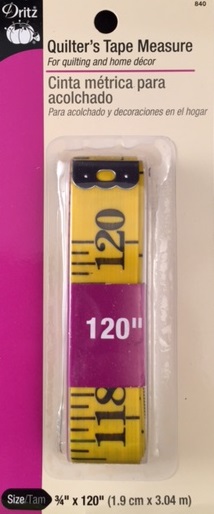 Dritz
840
Quilter's Tape Measure
For quilting and home décor
Cinta métrica para
acolchado
Para acolchado y decoraciones en el hogar
120
120"
118
Size/Tam ¾" x 120" (1.9 cm x 3.04 m)